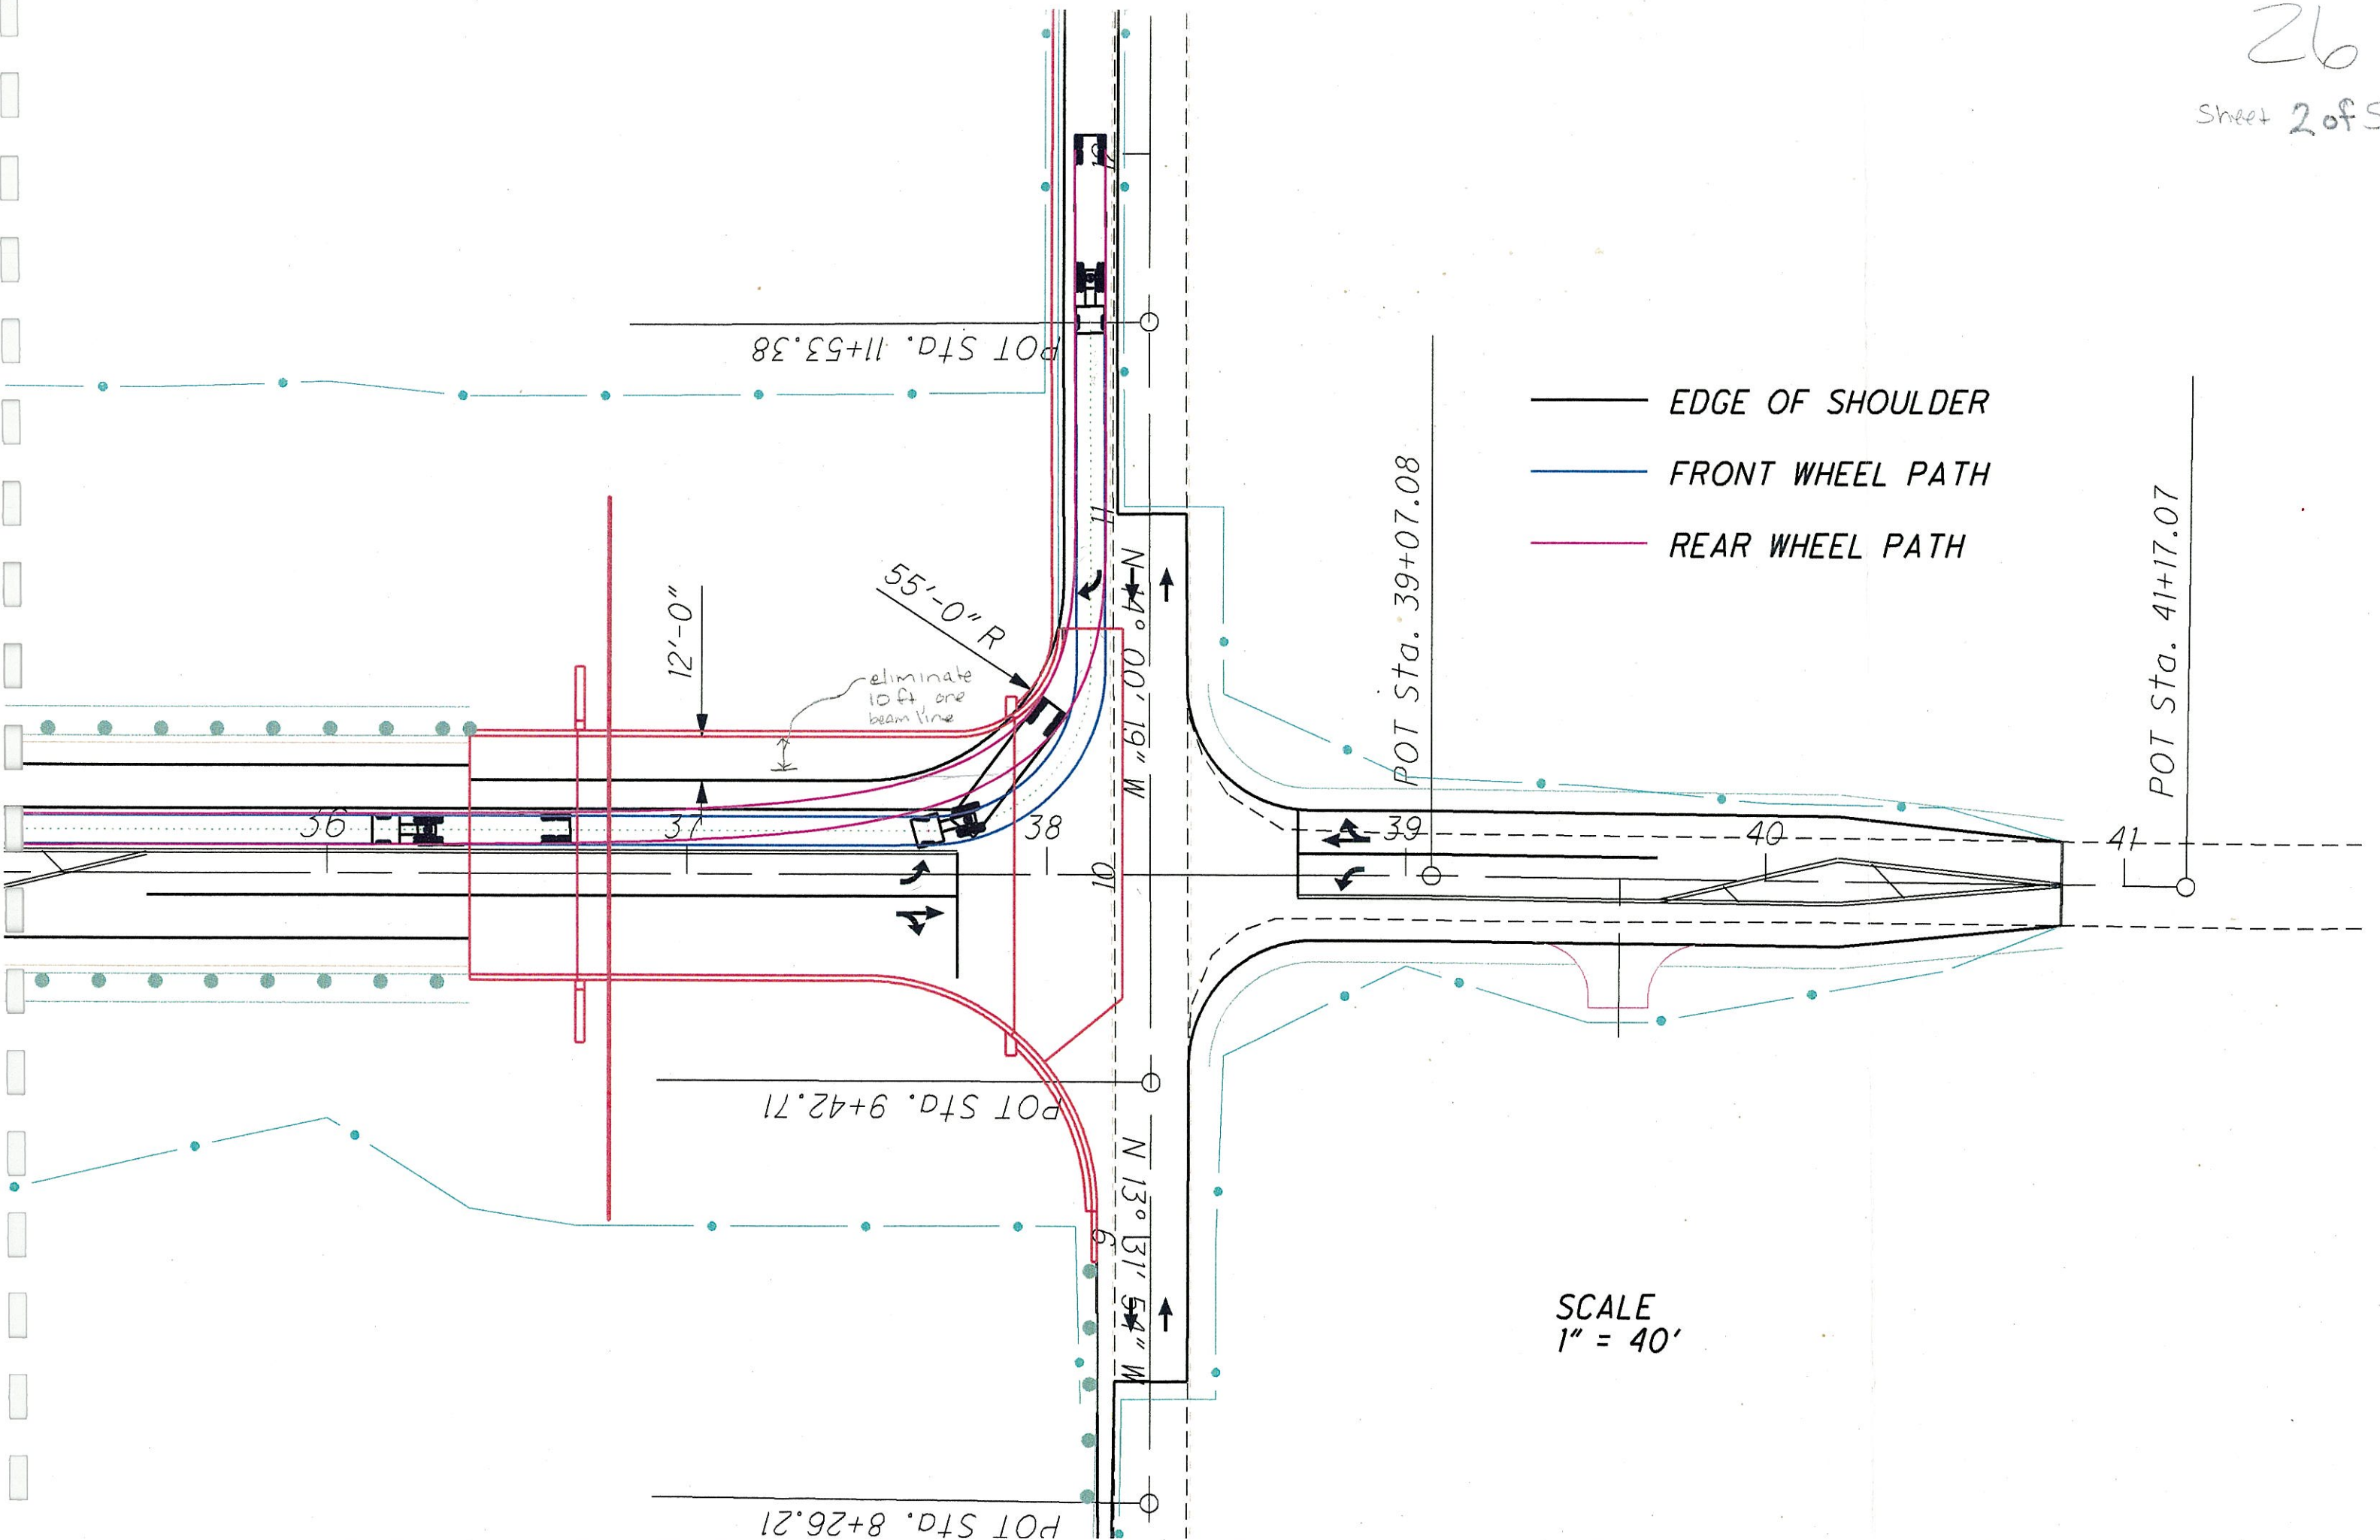 26
Sheet 2 of 5
12
POT Sta. 11+53.38
EDGE OF SHOULDER
FRONT WHEEL PATH
REAR WHEEL PATH
POT Sta. 39+07.08
POT Sta. 41+17.07
11
N 14° 00' 19" W
55'-0" R
12'-0"
eliminate
10 ft, one
beam line
36
37
38
39
40
41
10
POT Sta. 9+42.71
N 13° 31' 54" W
9
SCALE
1" = 40'
POT Sta. 8+26.21